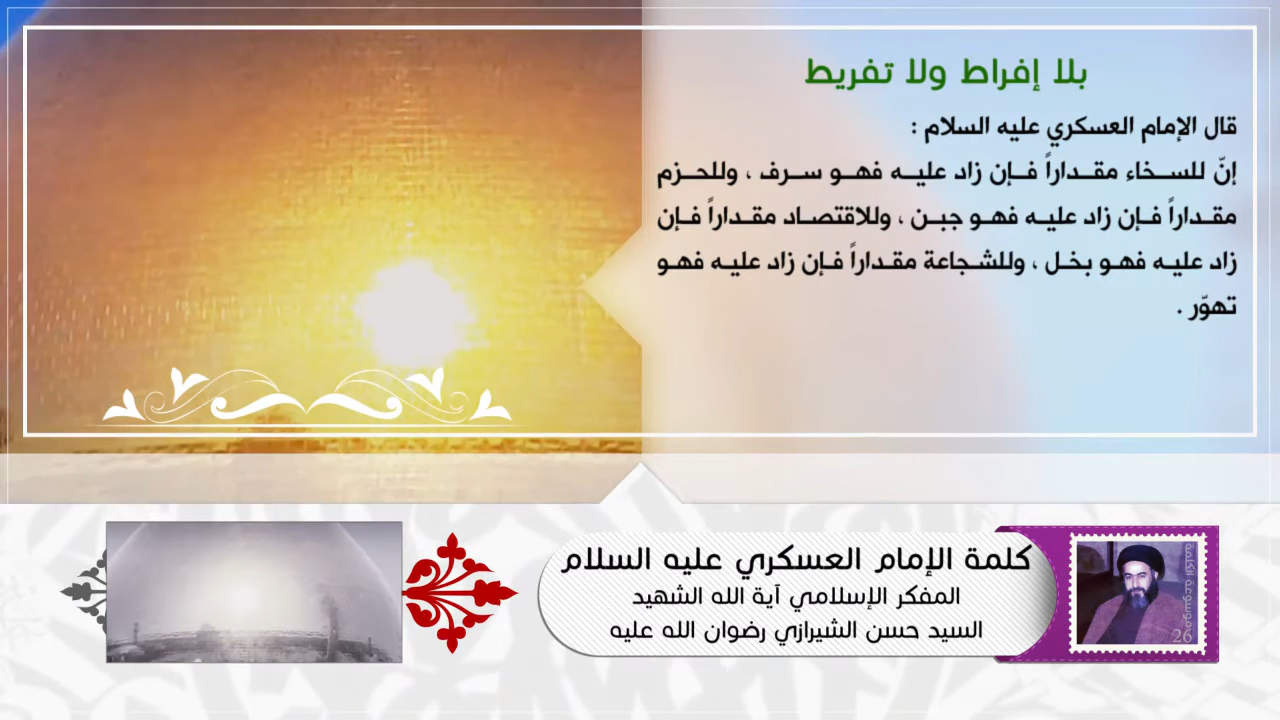 بلا إفراط ولا تفريط
قال الإمام العسكري عليه السلام :
إنّ للسخاء مقداراً فإن زاد عليه فهو سرف ، وللحزم
مقداراً فإن زاد عليه فهو جبن ، وللاقتصاد مقداراً فإن
زاد عليه فهو بخل ، وللشجاعة مقداراً فإن زاد عليه فهو
تهوّر .
كلمة الإمام العسكري عليه السلام
المفكر الإسلامي آية الله الشهيد
السيد حسن الشيرازي رضوان الله عليه
موسوعة الكلمة
26